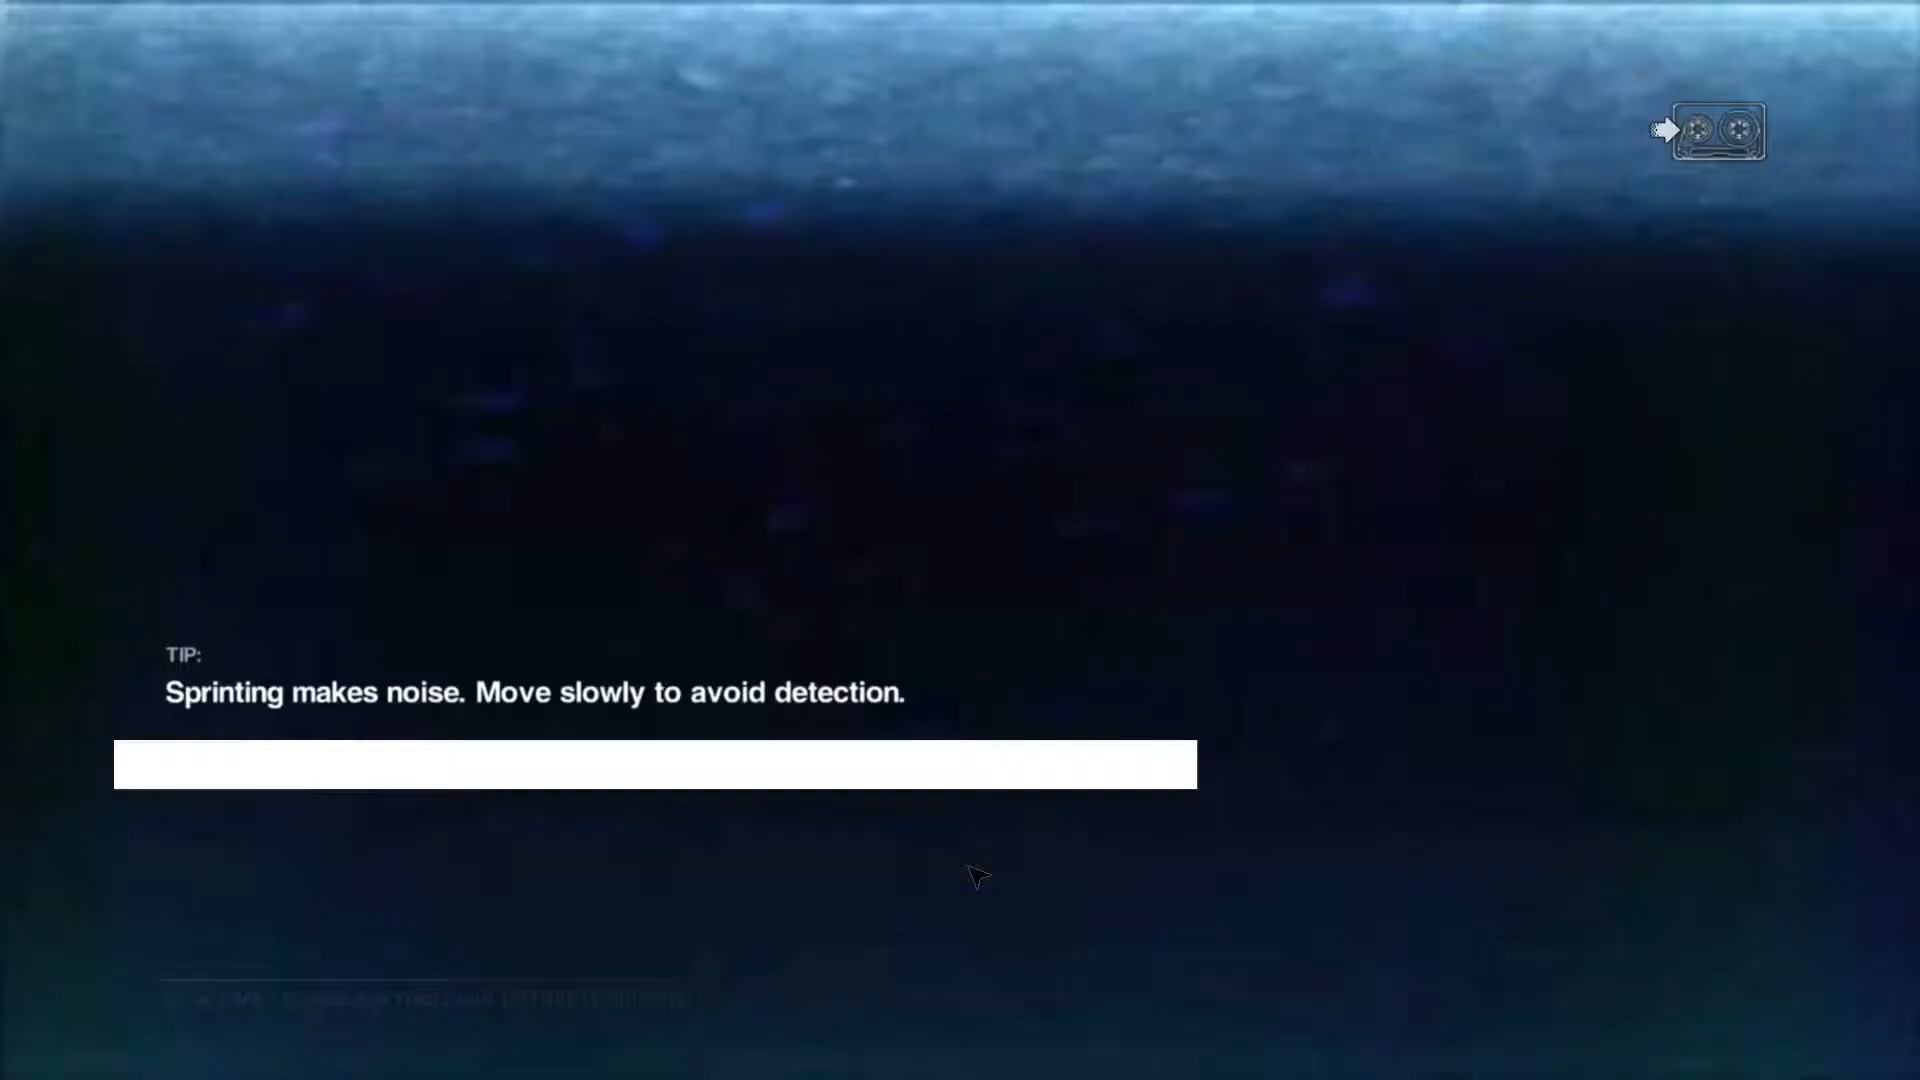 TIP:
Sprinting makes noise. Move slowly to avoid detection.